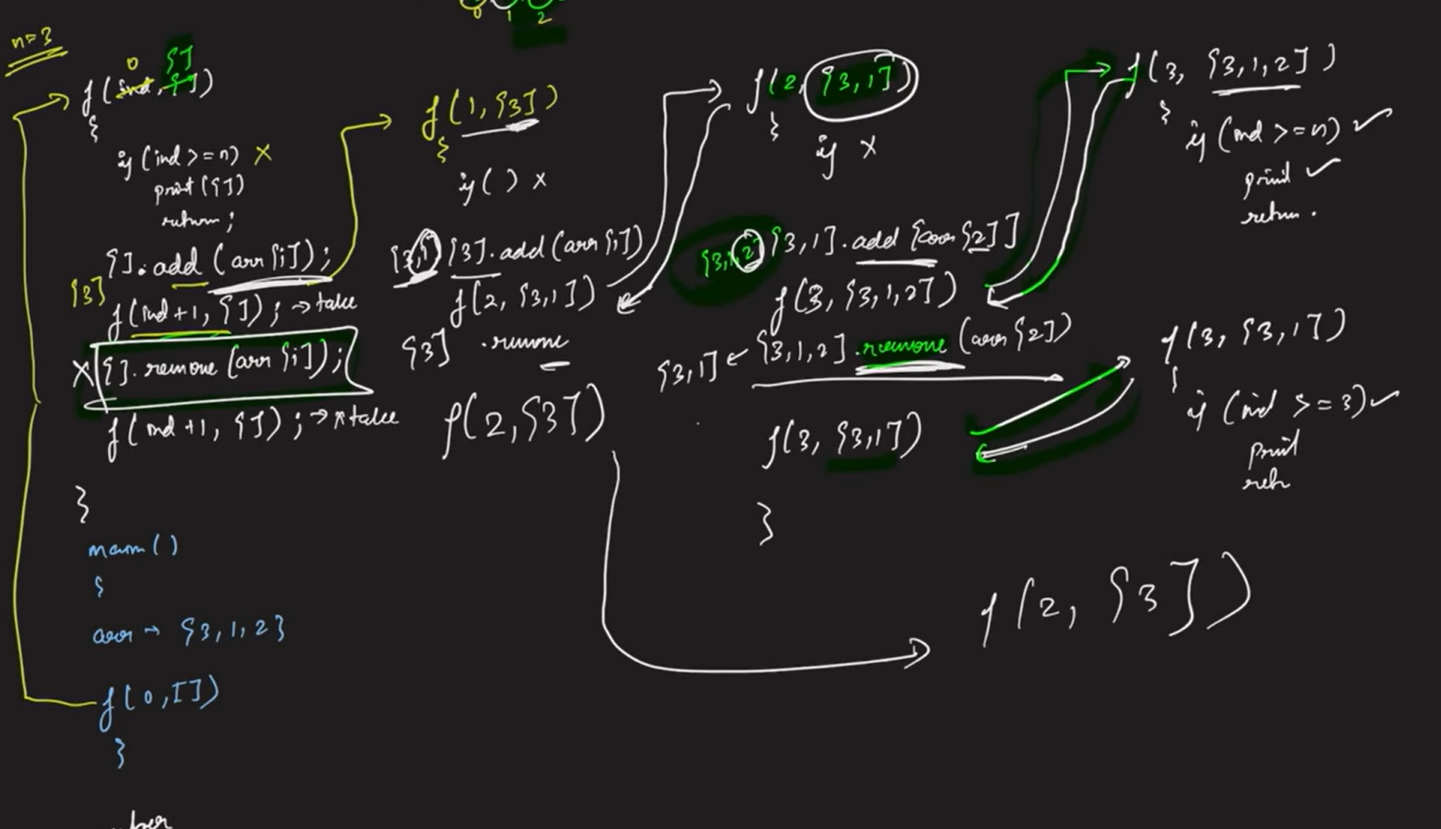 0 1 2
n=3
f(ind, {])
0 {]
{
if (ind >= n) X
print ({])
return;
{]. add (arr[i]);
{3]
f(ind+1, {]); → take
X {]. remove (arr[i]);
f(ind+1, {]); → x take
}
main()
{
arr → {3,1,2}
f(0,[])
}
f(1, {3])
{
if() X
{3,1] {3].add(arr[i])
f(2, {3,1])
{3] .remove
f(2,{3])
f(2, {3,1])
{
if X
{3,1,2] {3,1].add[arr[2]]
f(3, {3,1,2])
{3,1] ← {3,1,2].remove(arr[2])
f(3, {3,1])
}
f(3, {3,1,2])
{
if (ind >= n) ✓
print ✓
return.
f(3, {3,1])
{
if (ind >= 3) ✓
print
retn
f(2, {3])